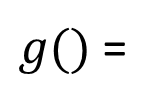 g() =